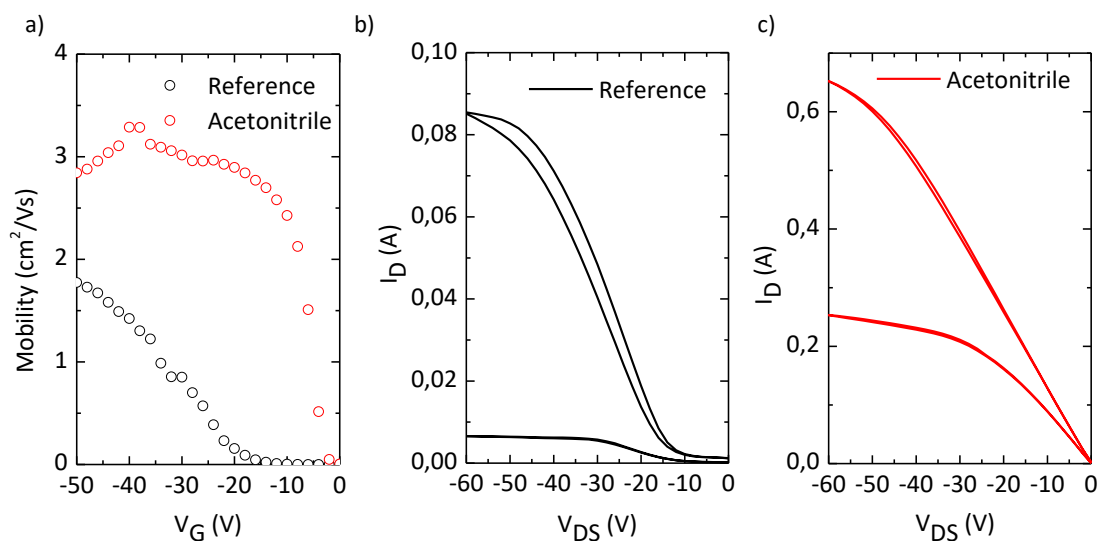 a)
4
3
2
1
0
Mobility (cm²/Vs)
Reference
Acetonitrile
-50 -40 -30 -20 -10 0
V_G (V)
b)
0,10
0,08
0,06
0,04
0,02
0,00
I_D (A)
Reference
-60 -50 -40 -30 -20 -10 0
V_DS (V)
c)
0,6
0,4
0,2
0,0
I_D (A)
Acetonitrile
-60 -50 -40 -30 -20 -10 0
V_DS (V)